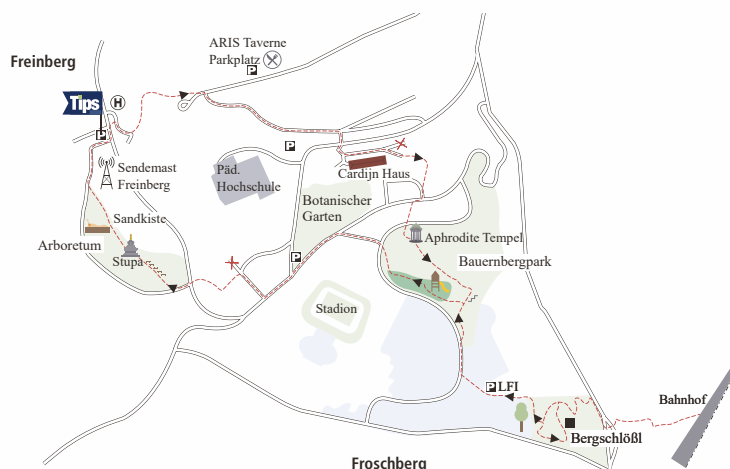 ARIS Taverne
Parkplatz
P
Freinberg
Tips
H
P
P
Sendemast
Freinberg
Päd.
Hochschule
Cardijn Haus
Botanischer
Garten
Sandkiste
Arboretum
Stupa
Aphrodite Tempel
Bauernbergpark
P
Stadion
P
LFI
Bahnhof
Bergschlößl
Froschberg